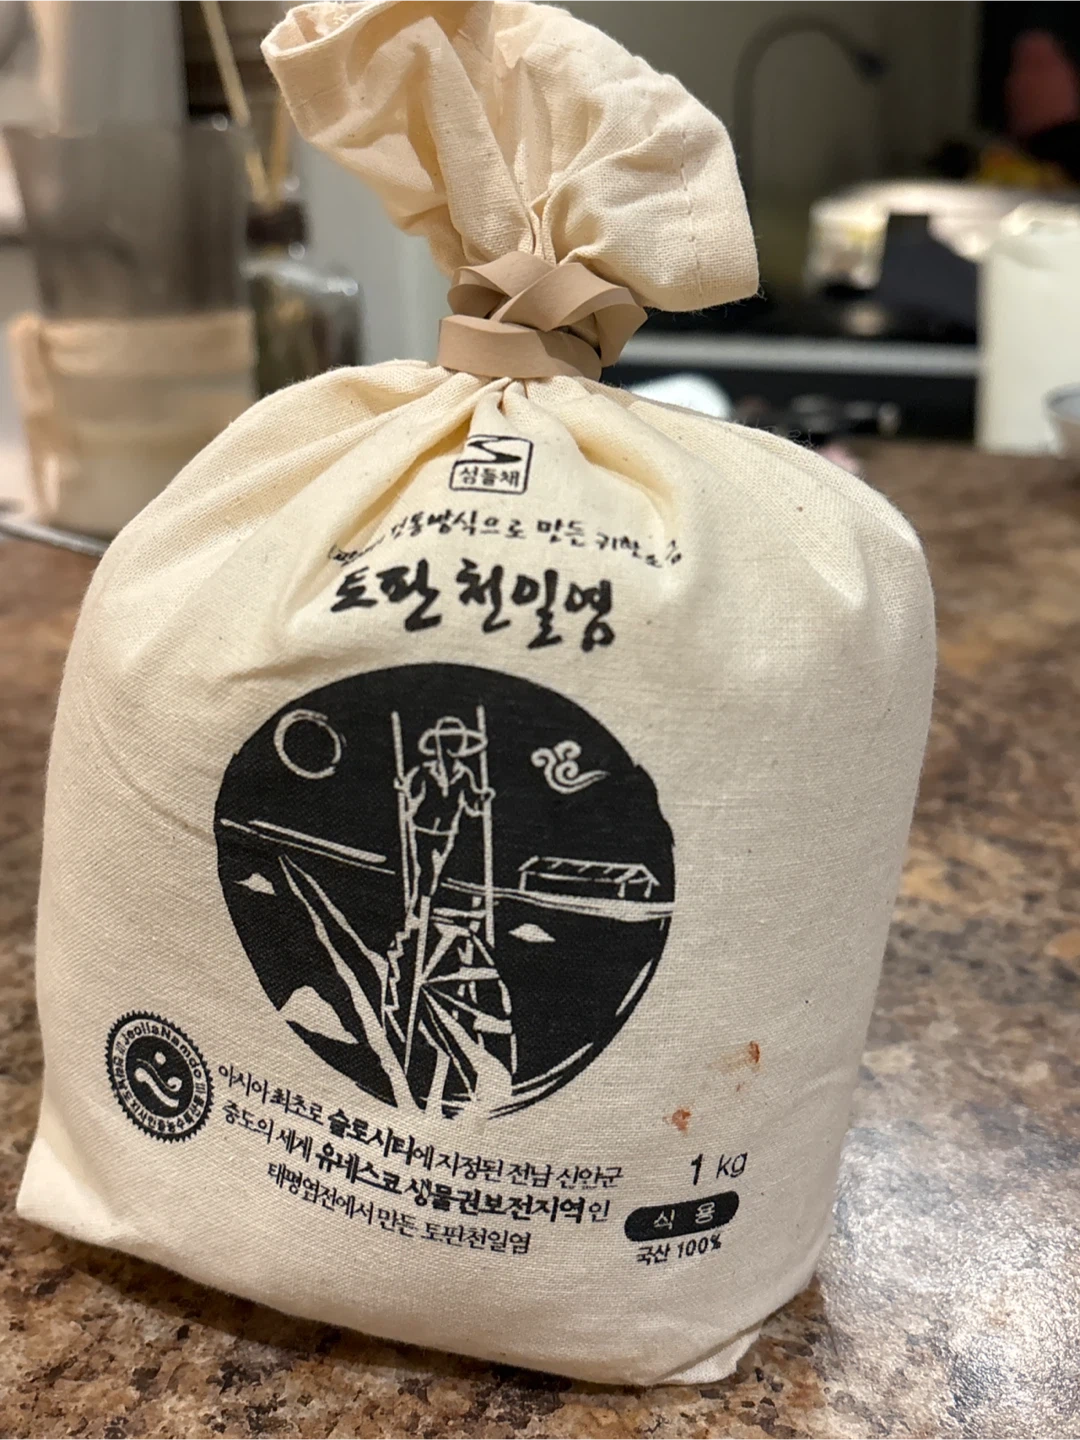 섬들채
전통방식으로 만든 귀한소금
토판 천일염
JeollaNamdo
아시아 최초로 슬로시티에 지정된 전남 신안군
증도의 세계 유네스코 생물권보전지역인
태평염전에서 만든 토판천일염
1 kg
식 용
국산 100%